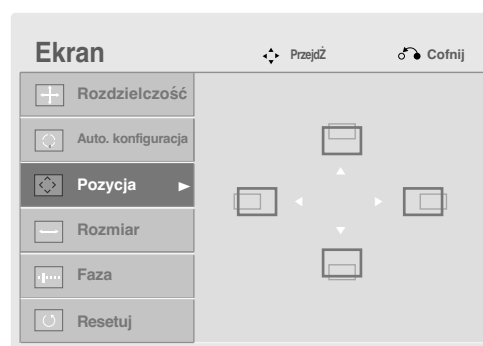 Ekran PrzejdŹ Cofnij
Rozdzielczość
Auto. konfiguracja
Pozycja
Rozmiar
Faza
Resetuj